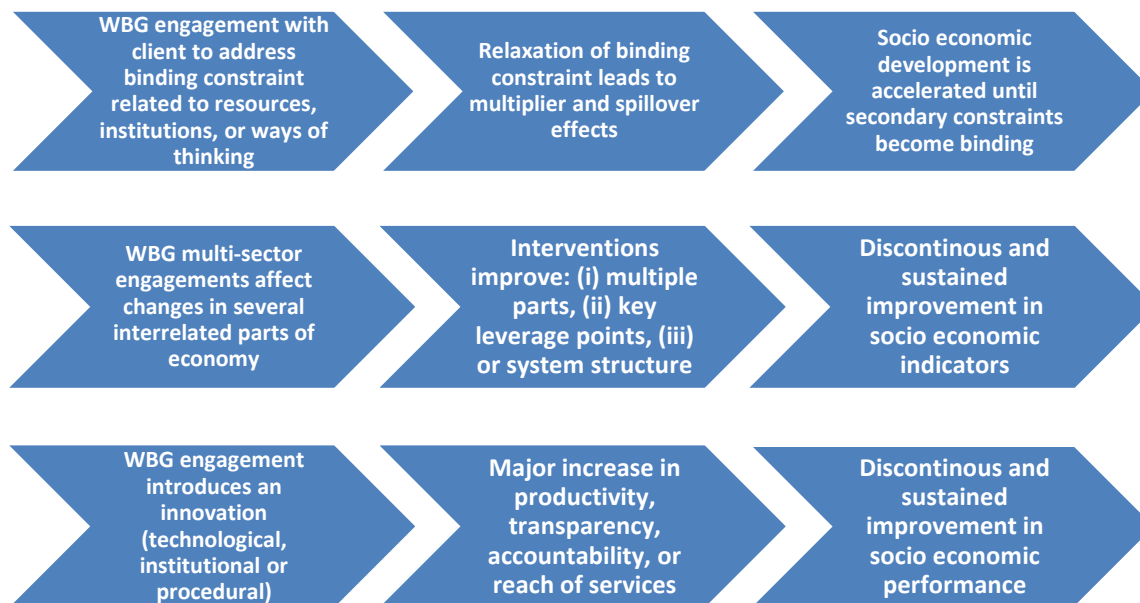 WBG engagement with
client to address
binding constraint
related to resources,
institutions, or ways of
thinking
Relaxation of binding
constraint leads to
multiplier and spillover
effects
Socio economic
development is
accelerated until
secondary constraints
become binding
WBG multi-sector
engagements affect
changes in several
interrelated parts of
economy
Interventions
improve: (i) multiple
parts, (ii) key
leverage points, (iii)
or system structure
Discontinous and
sustained
improvement in
socio economic
indicators
WBG engagement
introduces an
innovation
(technological,
institutional or
procedural)
Major increase in
productivity,
transparency,
accountability, or
reach of services
Discontinous and
sustained
improvement in
socio economic
performance